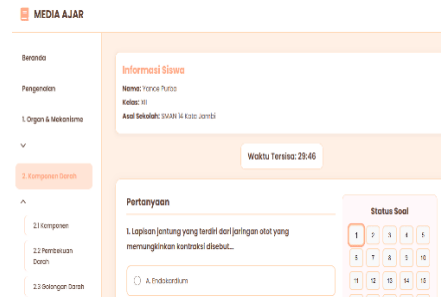 MEDIA AJAR
Beranda
Pengenalan
1. Organ & Mekanisme
2. Komponen Darah
2.1 Komponen
2.2 Pembekuan
Darah
2.3 Golongan Darah
Informasi Siswa
Nama: Yance Purba
Kelas: XI
Asal Sekolah: SMAN 14 Kota Jambi
Waktu Tersisa: 29:46
Pertanyaan
1. Lapisan jantung yang terdiri dari jaringan otot yang
memungkinkan kontraksi disebut...
A. Endokardium
Status Soal
1 2 3 4 5
6 7 8 9 10
11 12 13 14 15